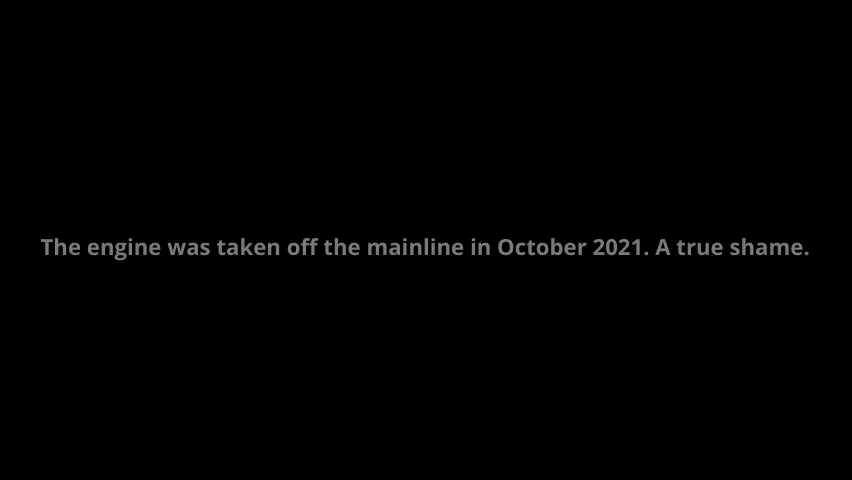 The engine was taken off the mainline in October 2021. A true shame.